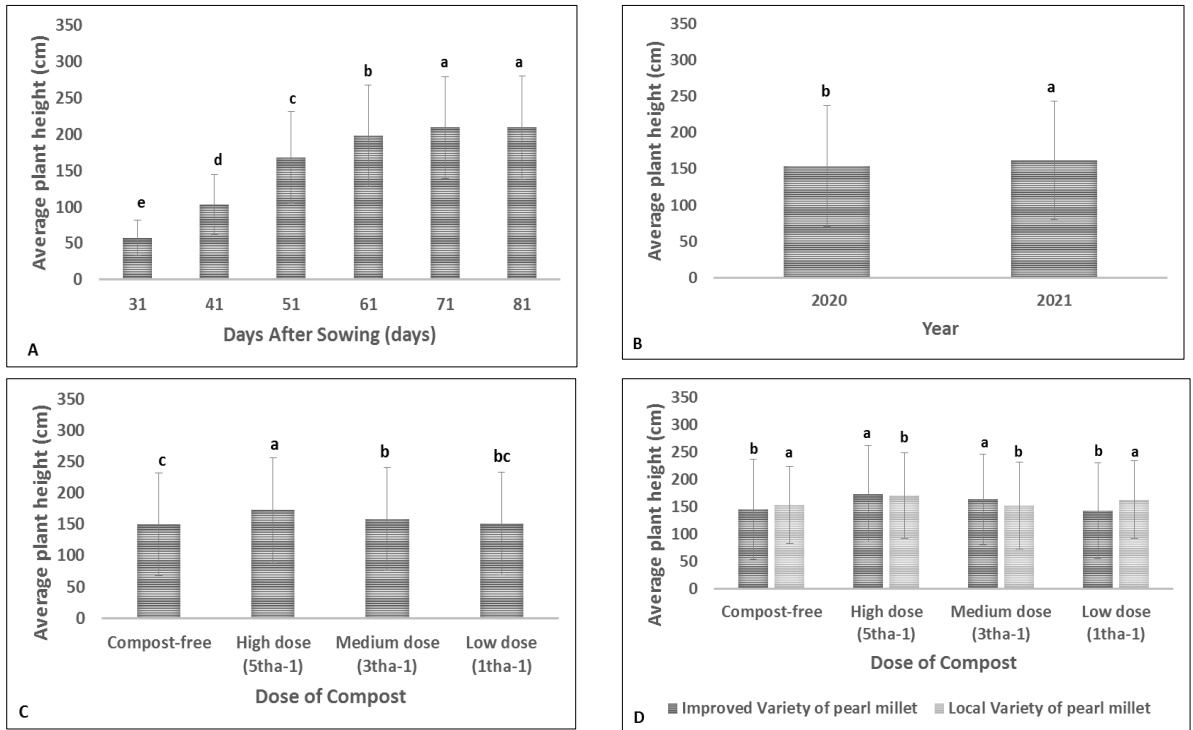 350
300
250
200
150
100
50
0
Average plant height (cm)
e
d
c
b
a
a
31 41 51 61 71 81
Days After Sowing (days)
A
350
300
250
200
150
100
50
0
Average plant height (cm)
b
a
2020 2021
Year
B
350
300
250
200
150
100
50
0
Average plant height (cm)
c
a
b
bc
Compost-free High dose Medium dose Low dose
(5tha-1) (3tha-1) (1tha-1)
Dose of Compost
C
350
300
250
200
150
100
50
0
Average plant height (cm)
b a a b a b b a
Compost-free High dose Medium dose Low dose
(5tha-1) (3tha-1) (1tha-1)
Dose of Compost
Improved Variety of pearl millet Local Variety of pearl millet
D